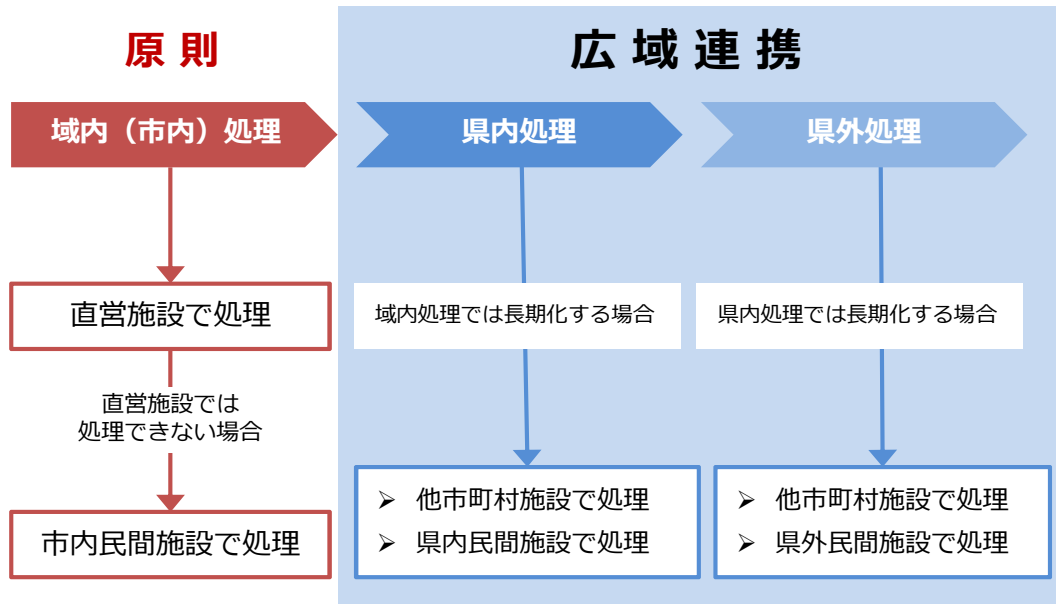 原 則
広 域 連 携
域内（市内）処理
県内処理
県外処理
直営施設で処理
域内処理では長期化する場合
県内処理では長期化する場合
直営施設では
処理できない場合
市内民間施設で処理
➢ 他市町村施設で処理
➢ 県内民間施設で処理
➢ 他市町村施設で処理
➢ 県外民間施設で処理